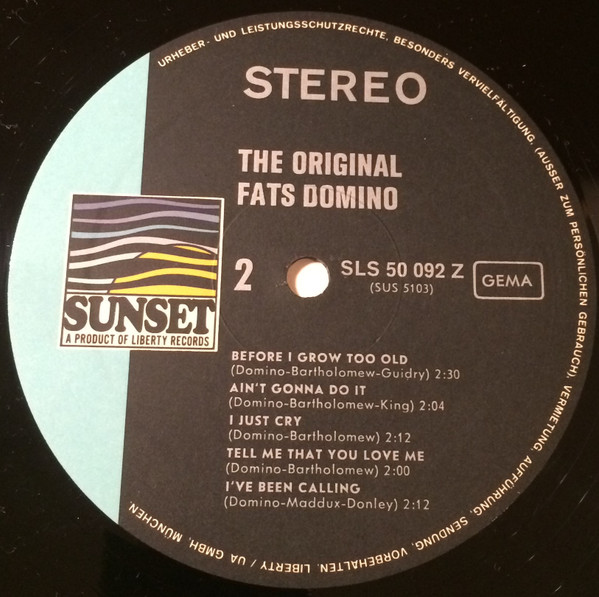 URHEBER- UND LEISTUNGSSCHUTZRECHTE, BESONDERS VERVIELFÄLTIGUNG, (AUSSER ZUM PERSÖNLICHEN GEBRAUCH), VERMIETUNG, AUFFÜHRUNG, SENDUNG, VORBEHALTEN. LIBERTY / UA GMBH, MÜNCHEN.
STEREO
THE ORIGINAL
FATS DOMINO
SUNSET
A PRODUCT OF LIBERTY RECORDS
2
SLS 50 092 Z
(SUS 5103)
GEMA
BEFORE I GROW TOO OLD
(Domino-Bartholomew-Guidry) 2:30
AIN'T GONNA DO IT
(Domino-Bartholomew-King) 2:04
I JUST CRY
(Domino-Bartholomew) 2:12
TELL ME THAT YOU LOVE ME
(Domino-Bartholomew) 2:00
I'VE BEEN CALLING
(Domino-Maddux-Donley) 2:12